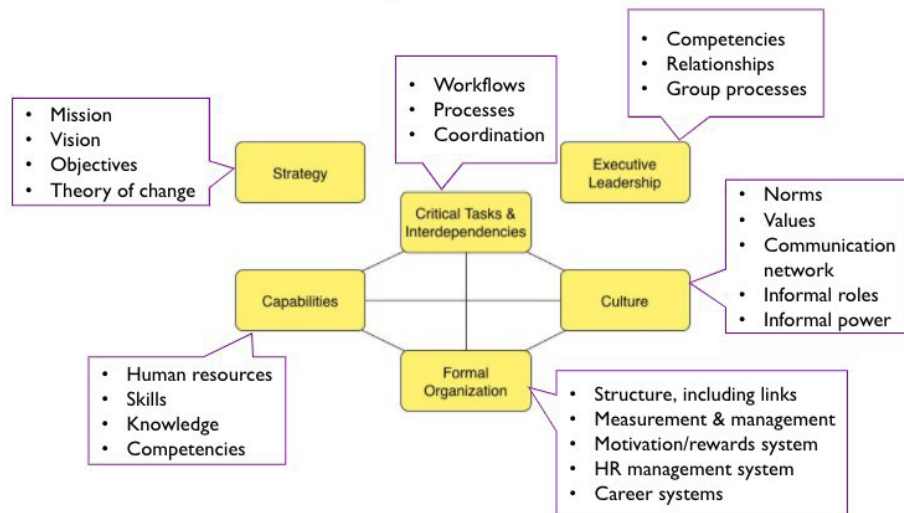 • Competencies
• Relationships
• Group processes
• Workflows
• Processes
• Coordination
• Mission
• Vision
• Objectives
• Theory of change
Strategy
Executive
Leadership
Critical Tasks &
Interdependencies
• Norms
• Values
• Communication
network
• Informal roles
• Informal power
Capabilities
Culture
Formal
Organization
• Human resources
• Skills
• Knowledge
• Competencies
• Structure, including links
• Measurement & management
• Motivation/rewards system
• HR management system
• Career systems